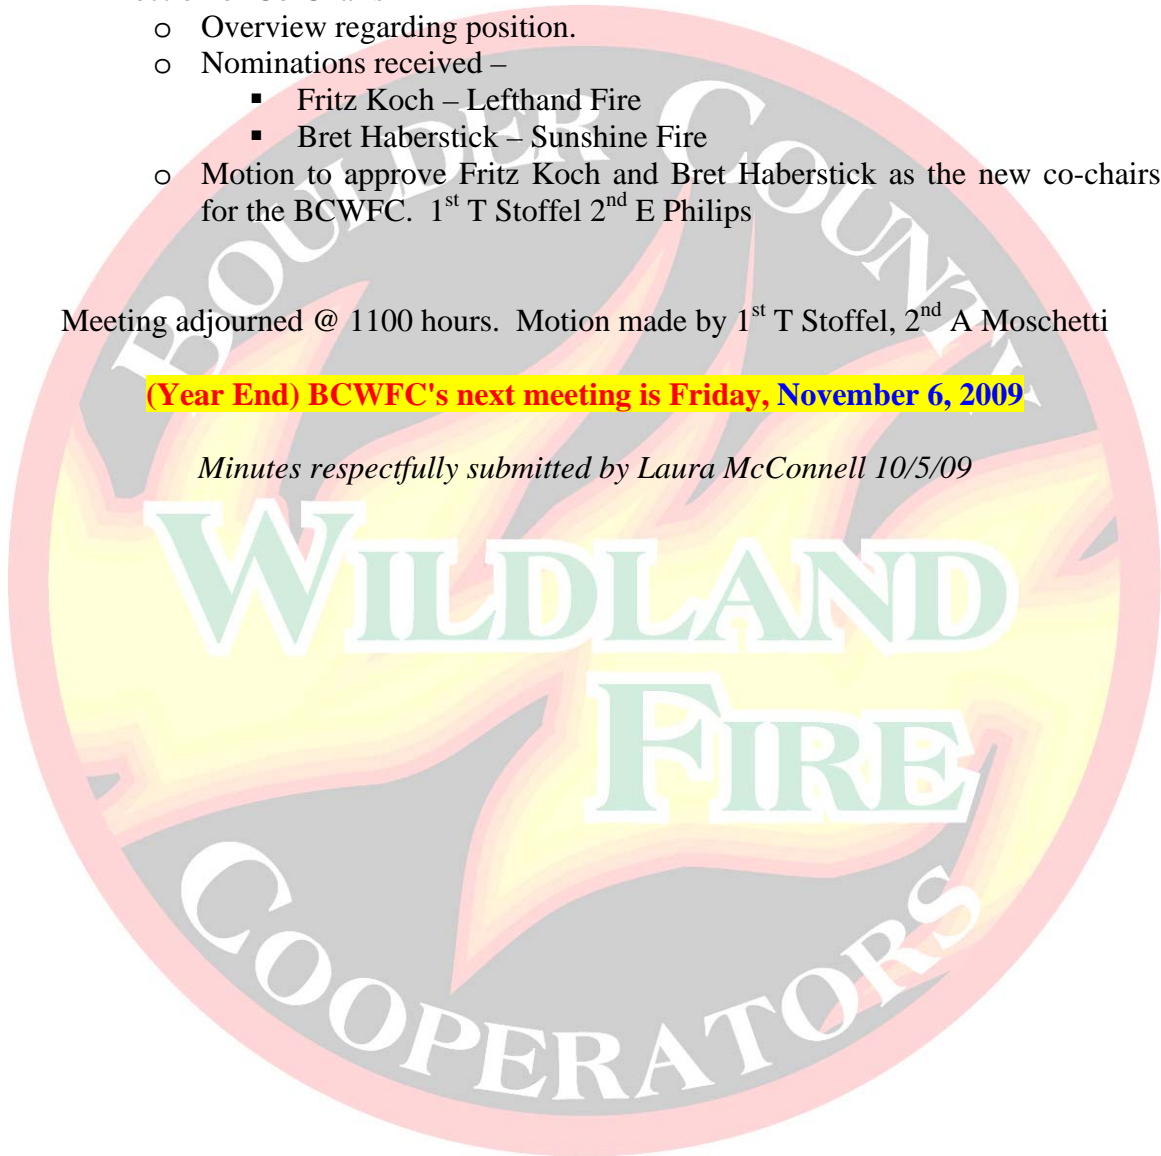 o Overview regarding position.
o Nominations received –
▪ Fritz Koch – Lefthand Fire
▪ Bret Haberstick – Sunshine Fire
o Motion to approve Fritz Koch and Bret Haberstick as the new co-chairs
for the BCWFC. 1st T Stoffel 2nd E Philips
Meeting adjourned @ 1100 hours. Motion made by 1st T Stoffel, 2nd A Moschetti
(Year End) BCWFC's next meeting is Friday, November 6, 2009
Minutes respectfully submitted by Laura McConnell 10/5/09
BOULDER COUNTY
WILDLAND
FIRE
COOPERATORS